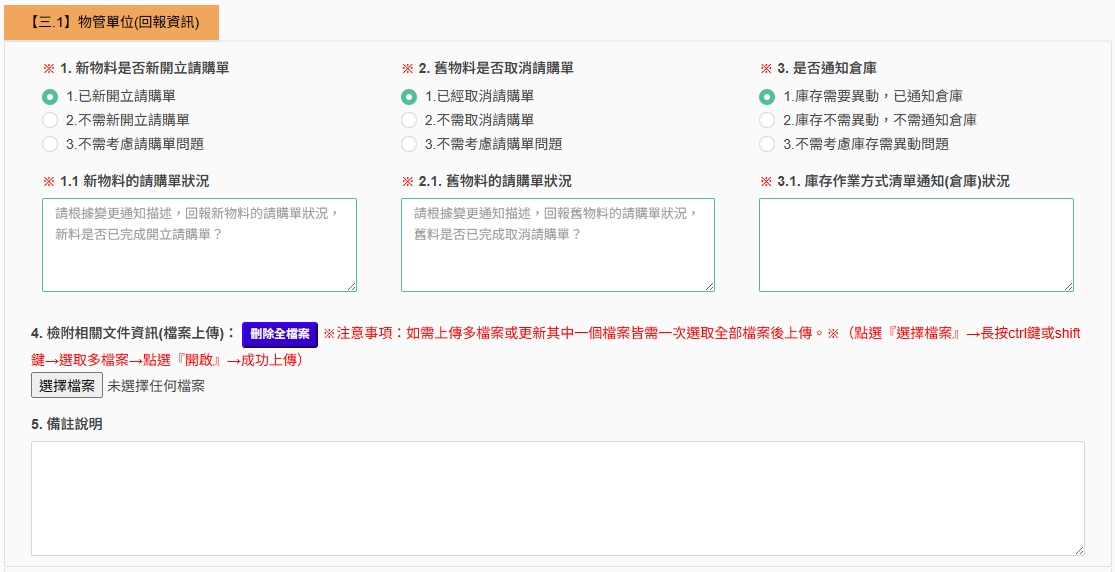 【三.1】物管單位(回報資訊)
※ 1. 新物料是否新開立請購單
1.已新開立請購單
2.不需新開立請購單
3.不需考慮請購單問題
※ 2. 舊物料是否取消請購單
1.已經取消請購單
2.不需取消請購單
3.不需考慮請購單問題
※ 3. 是否通知倉庫
1.庫存需要異動，已通知倉庫
2.庫存不需異動，不需通知倉庫
3.不需考慮庫存需異動問題
※ 1.1 新物料的請購單狀況
請根據變更通知描述，回報新物料的請購單狀況，
新料是否已完成開立請購單？
※ 2.1. 舊物料的請購單狀況
請根據變更通知描述，回報舊物料的請購單狀況，
舊料是否已完成取消請購單？
※ 3.1. 庫存作業方式清單通知(倉庫)狀況
4. 檢附相關文件資訊(檔案上傳)： 刪除全檔案 ※注意事項：如需上傳多檔案或更新其中一個檔案皆需一次選取全部檔案後上傳。※（點選『選擇檔案』→長按ctrl鍵或shift
鍵→選取多檔案→點選『開啟』→成功上傳）
選擇檔案 未選擇任何檔案
5. 備註說明